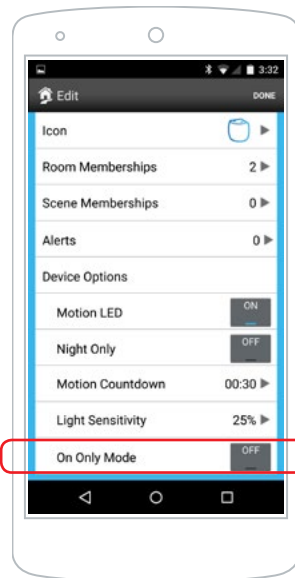 3:32
Edit DONE
Icon
Room Memberships 2
Scene Memberships 0
Alerts 0
Device Options
Motion LED ON
Night Only OFF
Motion Countdown 00:30
Light Sensitivity 25%
On Only Mode OFF